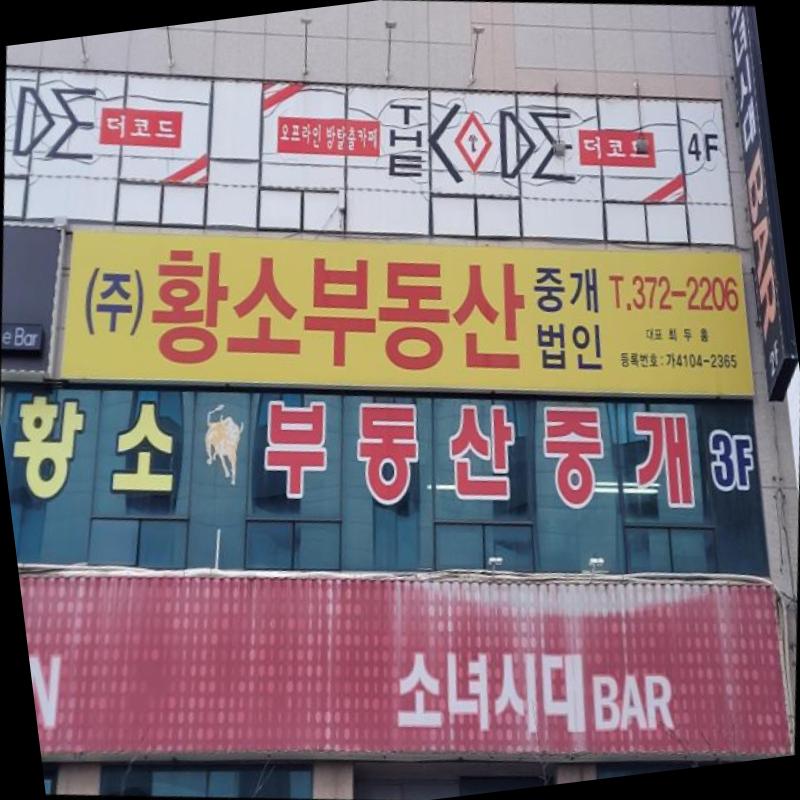 DE 더코드 오프라인 방탈출카페 THE CODE 더코드 4F
(주)황소부동산 중개법인 T.372-2206
대표 최 두 홍
등록번호:가4104-2365
e Bar
황소 부동산중개 3F
N 소녀시대 BAR
BAR